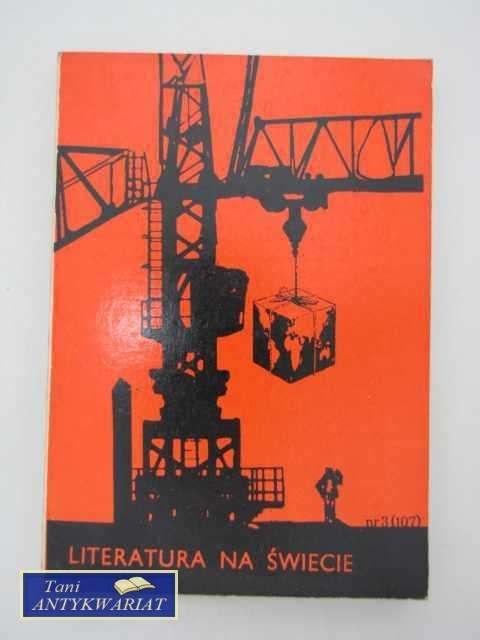 nr 3 (107)
LITERATURA NA ŚWIECIE
Tani
ANTYKWARIAT